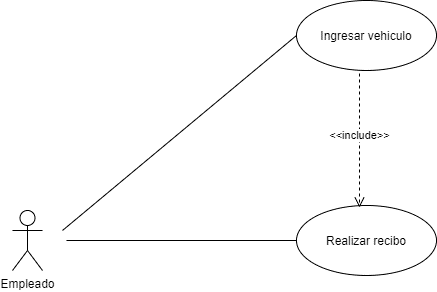 Ingresar vehiculo
<<include>>
Realizar recibo
Empleado